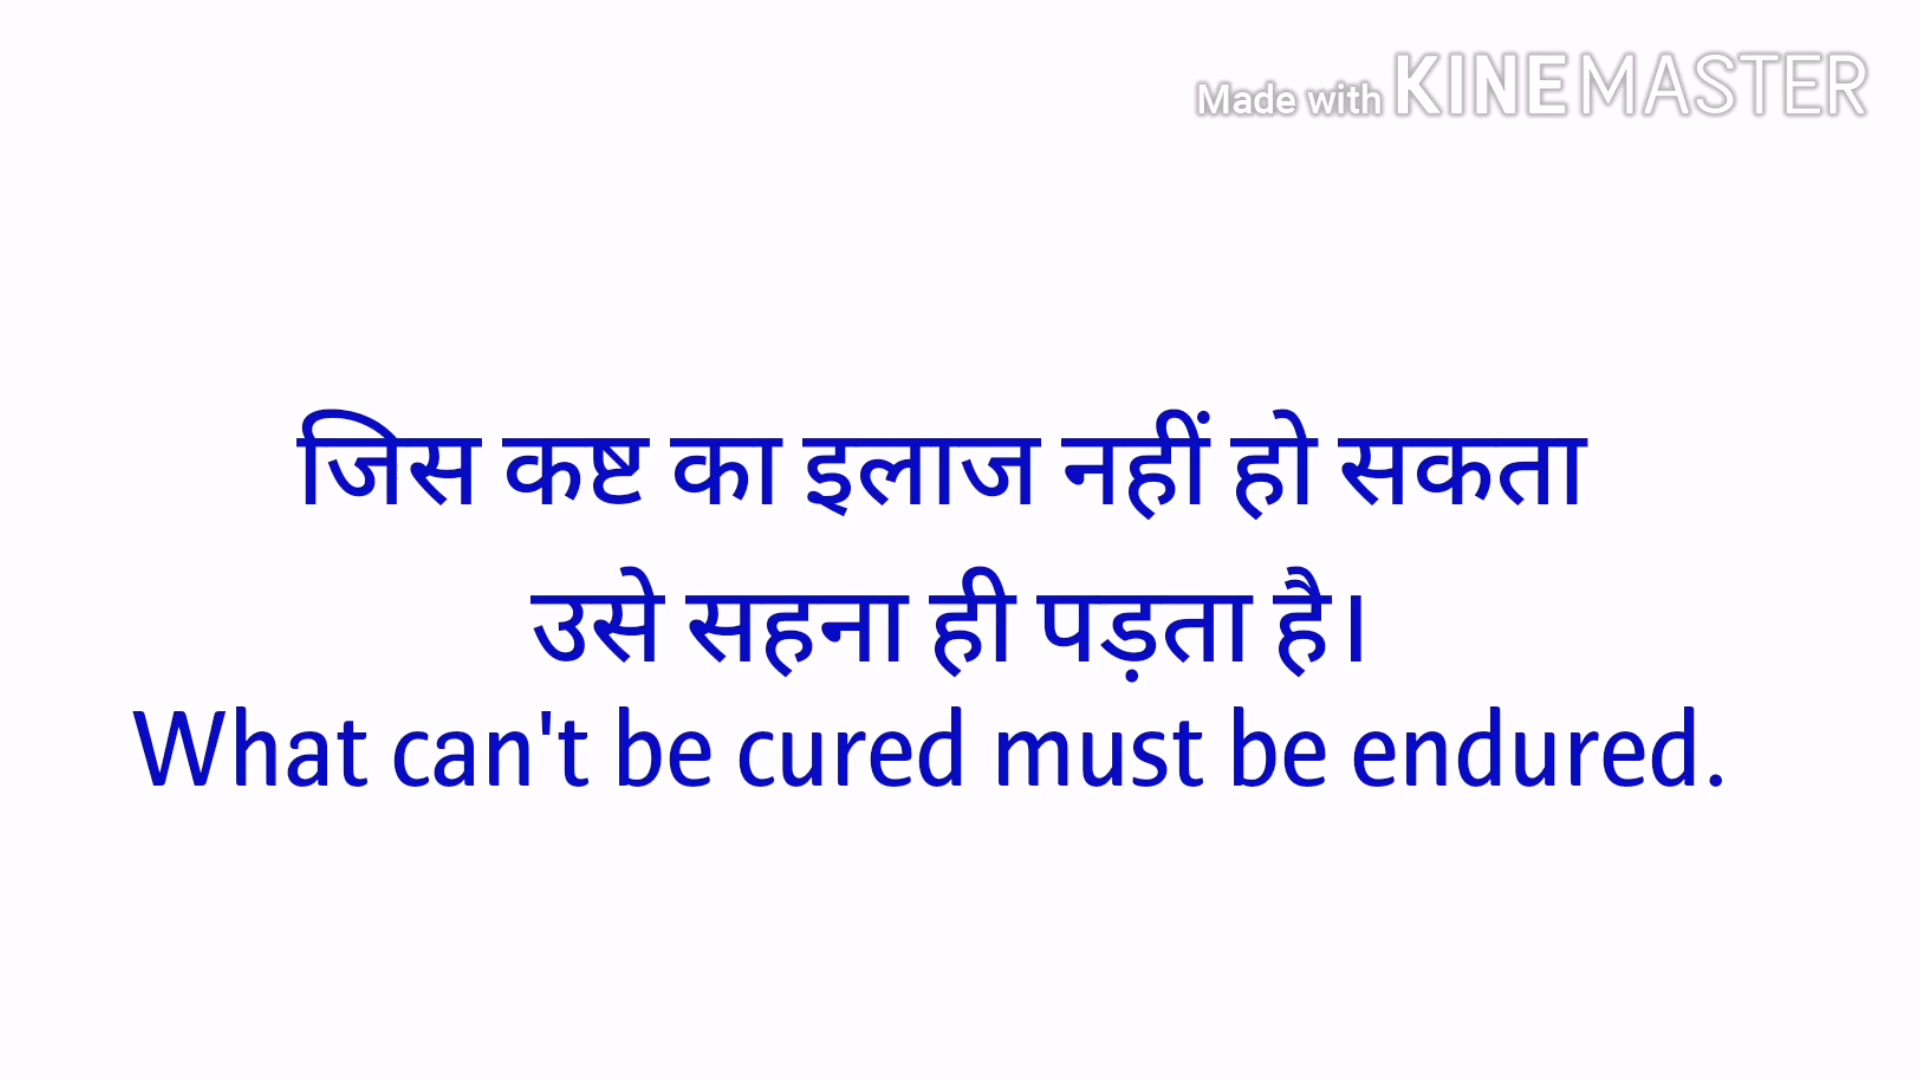 Made with KINEMASTER
जिस कष्ट का इलाज नहीं हो सकता
उसे सहना ही पड़ता है।
What can't be cured must be endured.